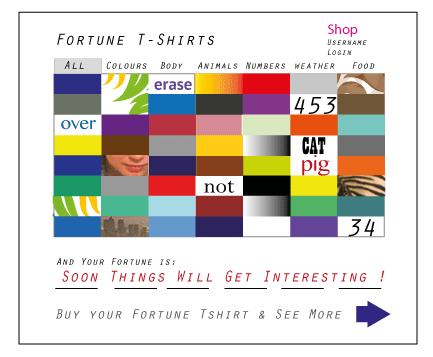 Shop
Fortune T-Shirts
Username
Login
All Colours Body Animals Numbers weather Food
erase
453
over
CAT
pig
not
34
And Your Fortune is:
Soon Things Will Get Interesting !
Buy your Fortune Tshirt & See More